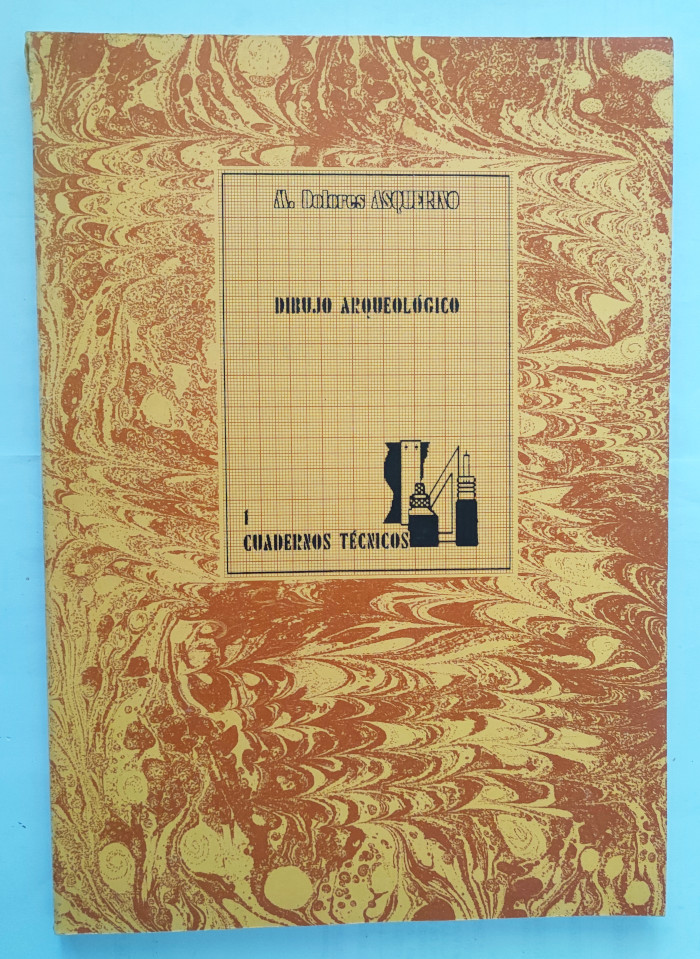 M. Dolores ASQUERINO
DIBUJO ARQUEOLÓGICO
1
CUADERNOS TÉCNICOS